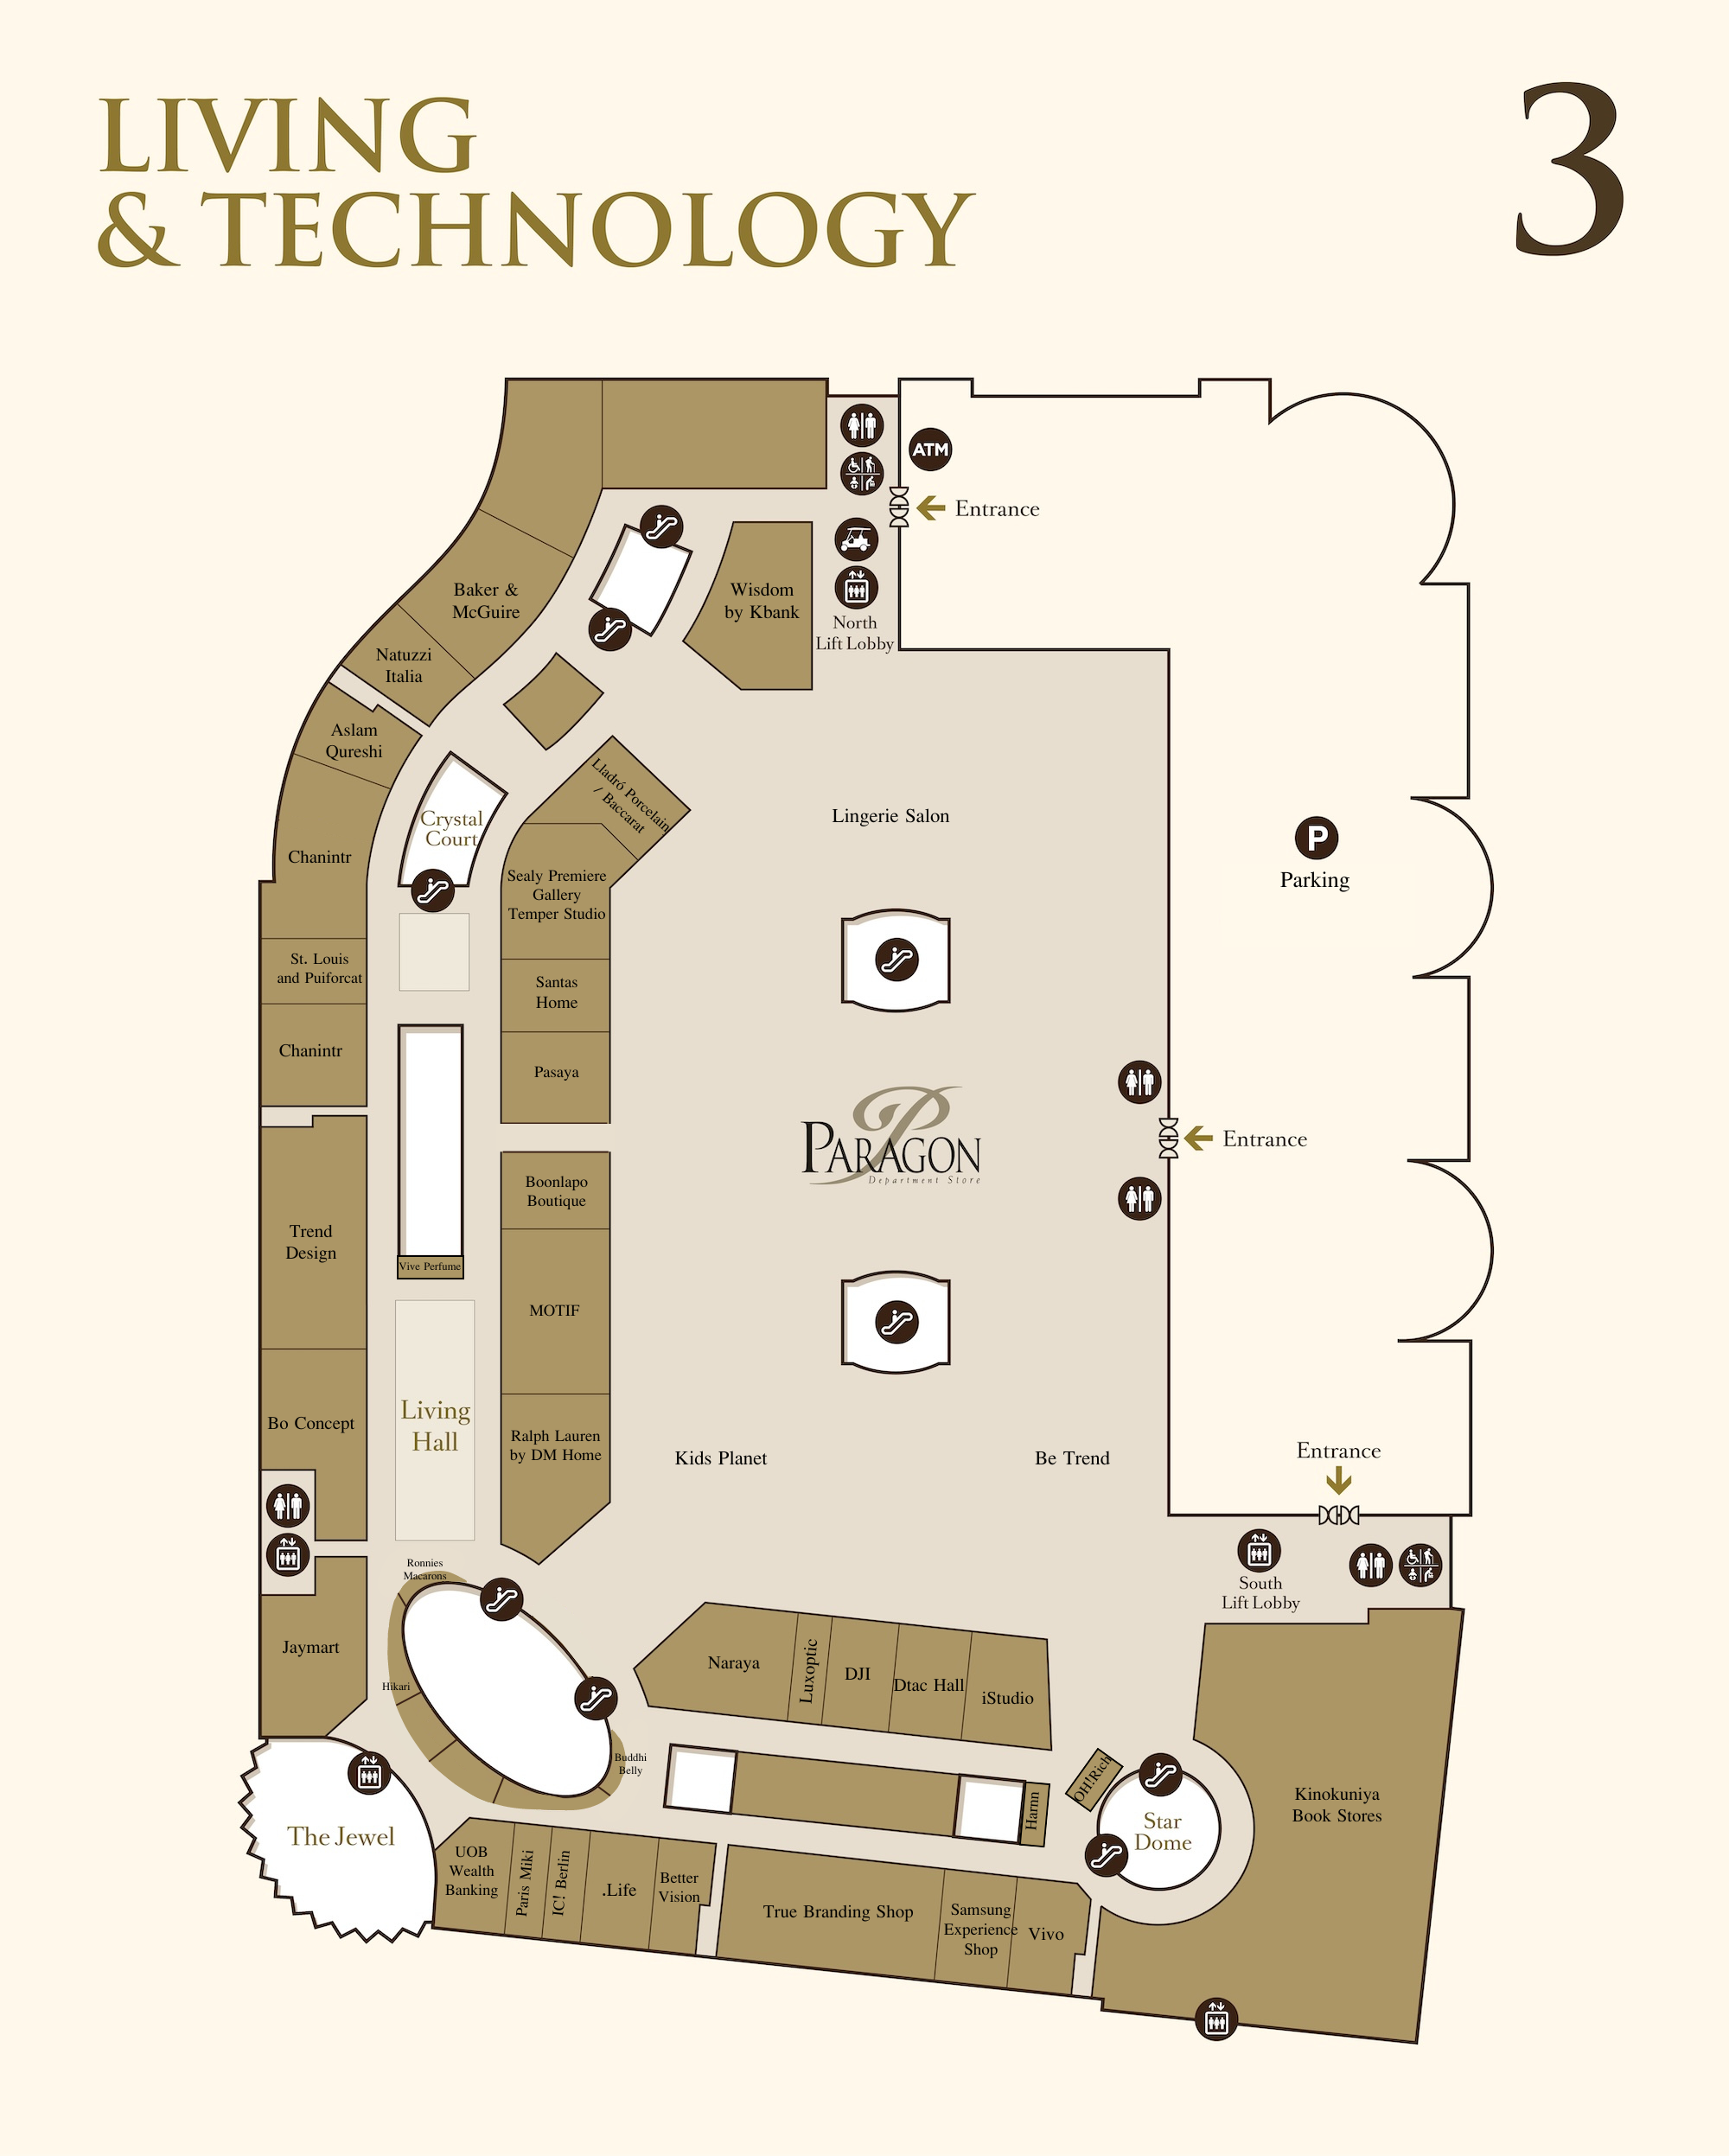 LIVING
& TECHNOLOGY
3
ATM
Entrance
Baker &
McGuire
Wisdom
by Kbank
North
Lift Lobby
Natuzzi
Italia
Aslam
Qureshi
Lladró Porcelain
/ Baccarat
Crystal
Court
Lingerie Salon
P
Parking
Chanintr
Sealy Premiere
Gallery
Temper Studio
St. Louis
and Puiforcat
Santas
Home
Chanintr
Pasaya
P
PARAGON
Department Store
Entrance
Boonlapo
Boutique
Trend
Design
Vive Perfume
MOTIF
Living
Hall
Bo Concept
Ralph Lauren
by DM Home
Kids Planet
Be Trend
Entrance
South
Lift Lobby
Ronnies
Macarons
Jaymart
Hikari
Naraya
Luxoptic
DJI
Dtac Hall
iStudio
Buddhi
Belly
OH!Rich
Harnn
Star
Dome
Kinokuniya
Book Stores
The Jewel
UOB
Wealth
Banking
Paris Miki
IC! Berlin
.Life
Better
Vision
True Branding Shop
Samsung
Experience
Shop
Vivo